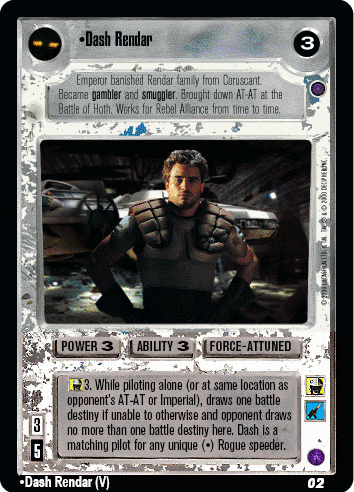 •Dash Rendar
3
Emperor banished Rendar family from Coruscant.
Became gambler and smuggler. Brought down AT-AT at the
Battle of Hoth. Works for Rebel Alliance from time to time.
POWER 3
ABILITY 3
FORCE-ATTUNED
3. While piloting alone (or at same location as
opponent's AT-AT or Imperial), draws one battle
destiny if unable to otherwise and opponent draws
no more than one battle destiny here. Dash is a
matching pilot for any unique (•) Rogue speeder.
3
5
•Dash Rendar (V)
02